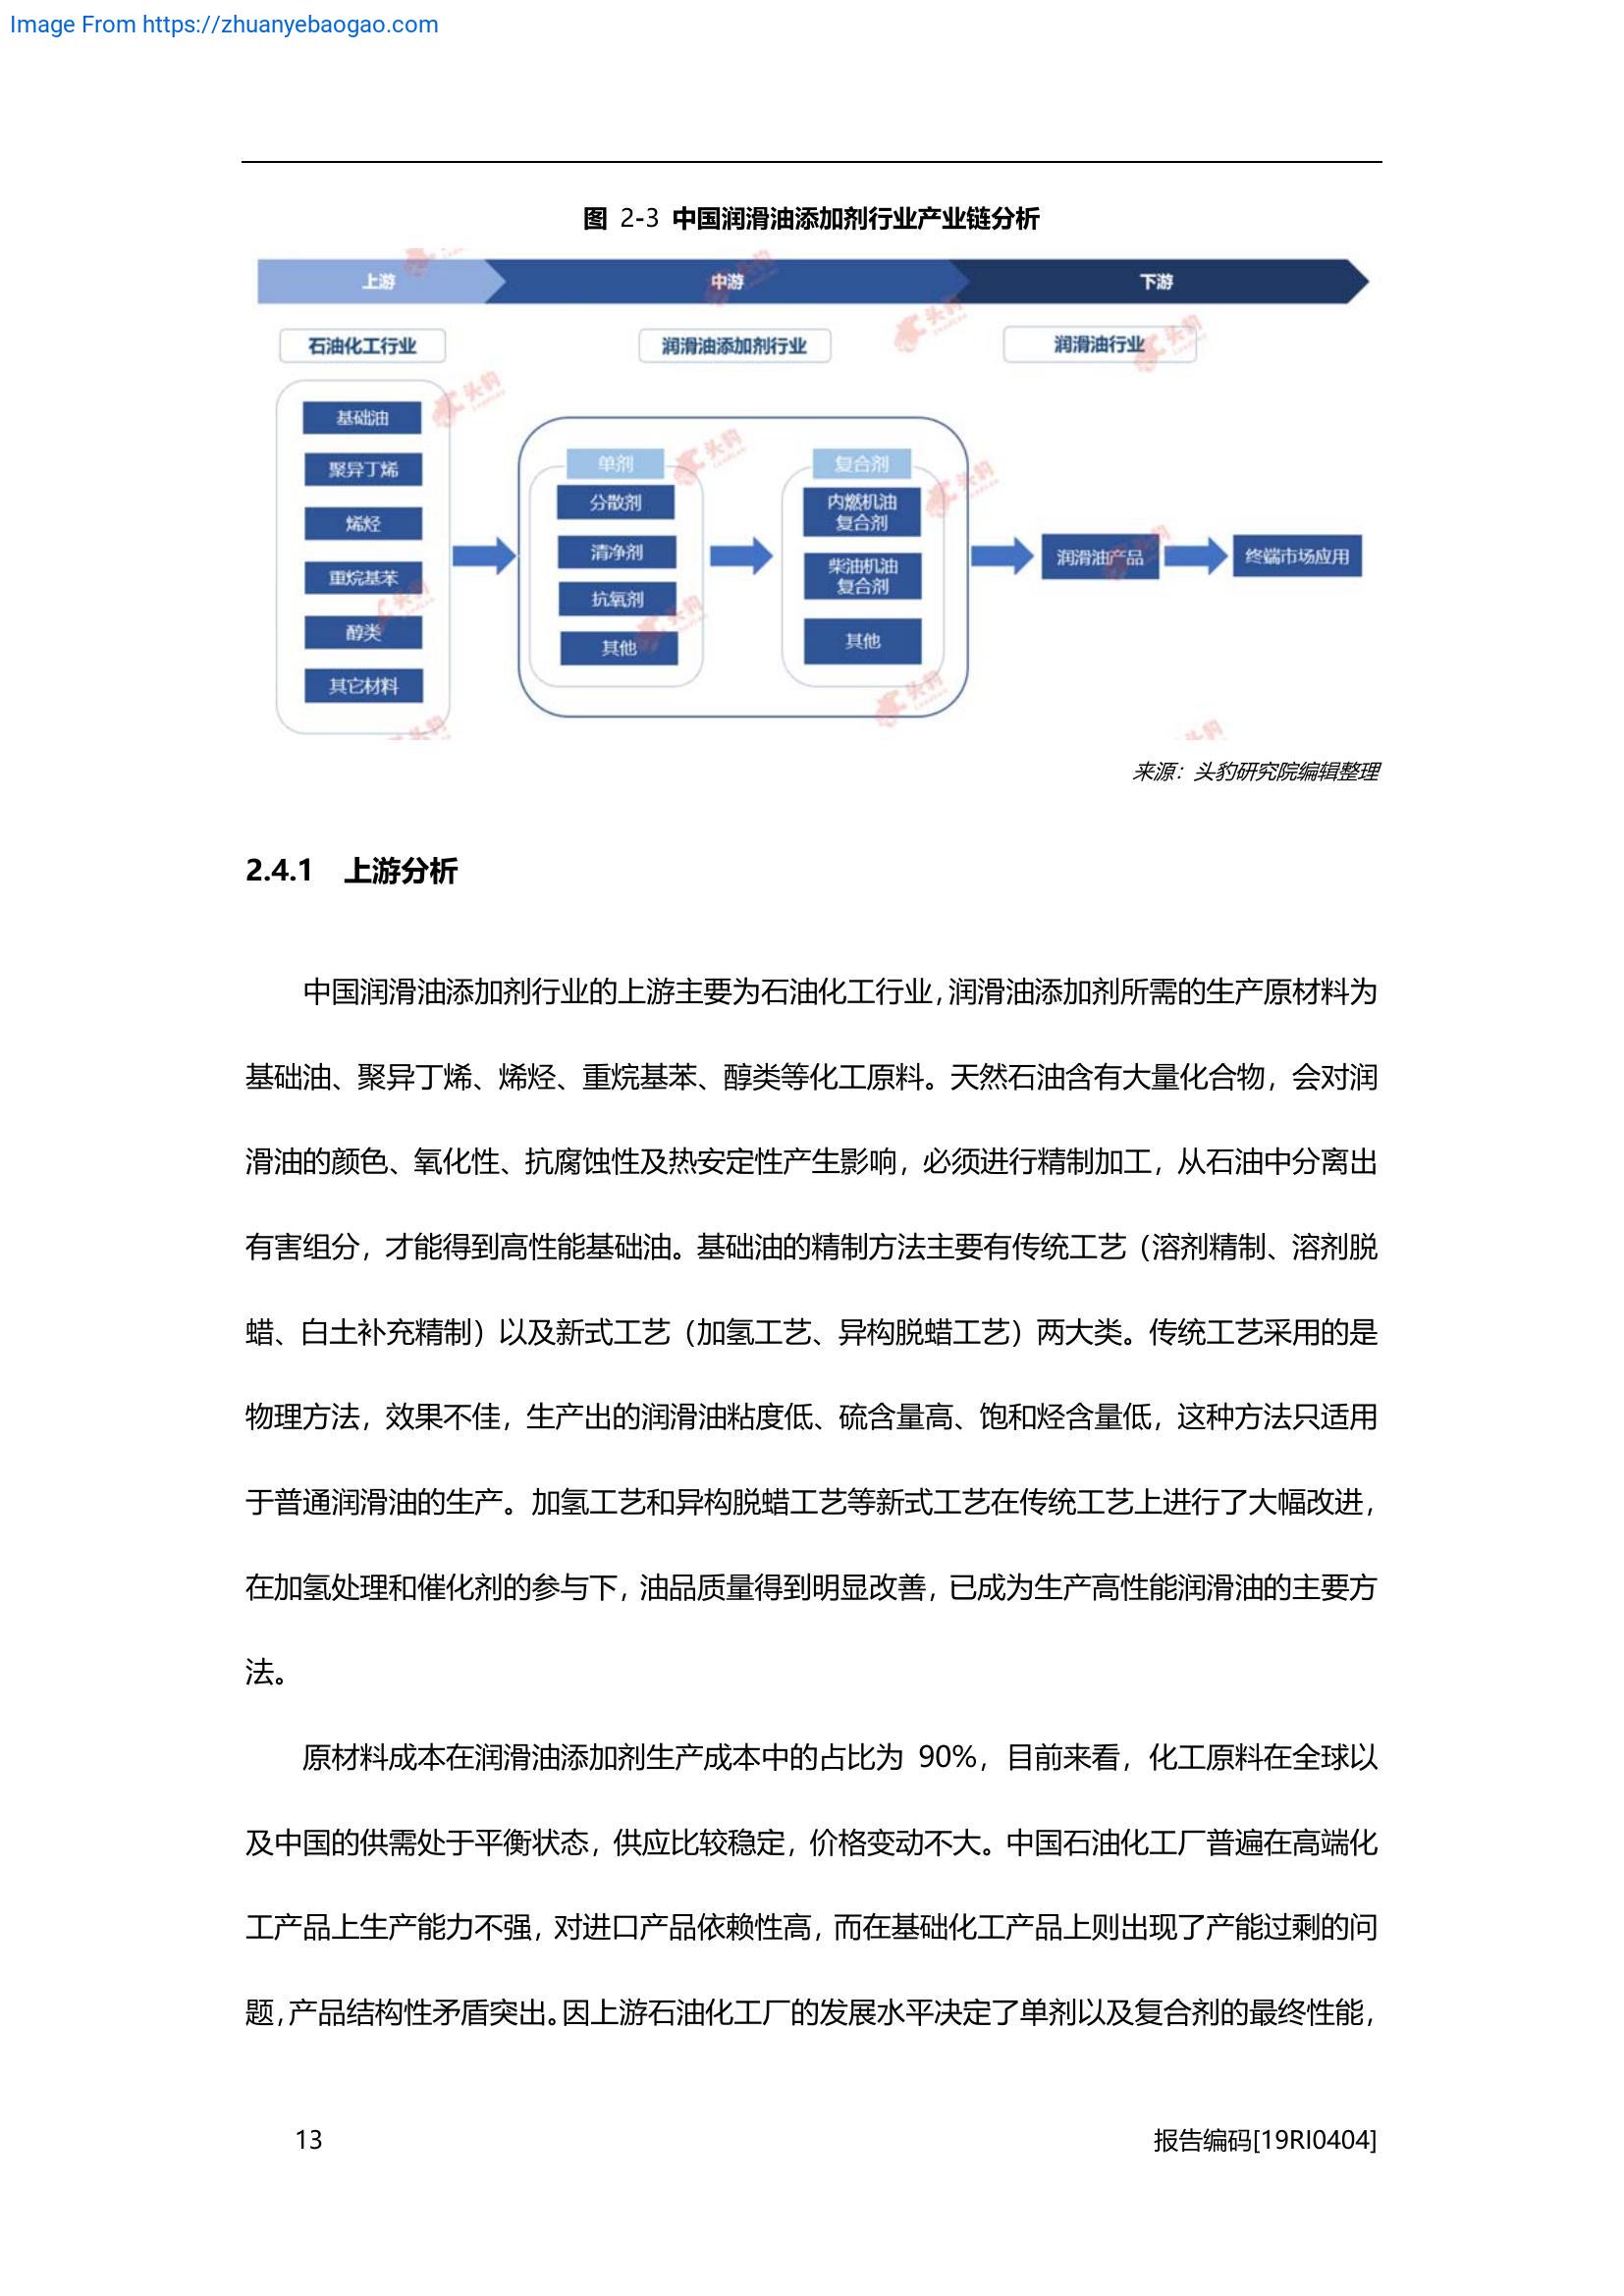 Image From https://zhuanyebaogao.com
图 2-3 中国润滑油添加剂行业产业链分析
上游
中游
下游
石油化工行业
润滑油添加剂行业
润滑油行业
基础油
聚异丁烯
烯烃
重烷基苯
醇类
其它材料
单剂
分散剂
清净剂
抗氧剂
其他
复合剂
内燃机油
复合剂
柴油机油
复合剂
其他
润滑油产品
终端市场应用
来源：头豹研究院编辑整理
2.4.1 上游分析
中国润滑油添加剂行业的上游主要为石油化工行业，润滑油添加剂所需的生产原材料为
基础油、聚异丁烯、烯烃、重烷基苯、醇类等化工原料。天然石油含有大量化合物，会对润
滑油的颜色、氧化性、抗腐蚀性及热安定性产生影响，必须进行精制加工，从石油中分离出
有害组分，才能得到高性能基础油。基础油的精制方法主要有传统工艺（溶剂精制、溶剂脱
蜡、白土补充精制）以及新式工艺（加氢工艺、异构脱蜡工艺）两大类。传统工艺采用的是
物理方法，效果不佳，生产出的润滑油粘度低、硫含量高、饱和烃含量低，这种方法只适用
于普通润滑油的生产。加氢工艺和异构脱蜡工艺等新式工艺在传统工艺上进行了大幅改进，
在加氢处理和催化剂的参与下，油品质量得到明显改善，已成为生产高性能润滑油的主要方
法。
原材料成本在润滑油添加剂生产成本中的占比为 90%，目前来看，化工原料在全球以
及中国的供需处于平衡状态，供应比较稳定，价格变动不大。中国石油化工厂普遍在高端化
工产品上生产能力不强，对进口产品依赖性高，而在基础化工产品上则出现了产能过剩的问
题，产品结构性矛盾突出。因上游石油化工厂的发展水平决定了单剂以及复合剂的最终性能，
13
报告编码[19RI0404]
头豹